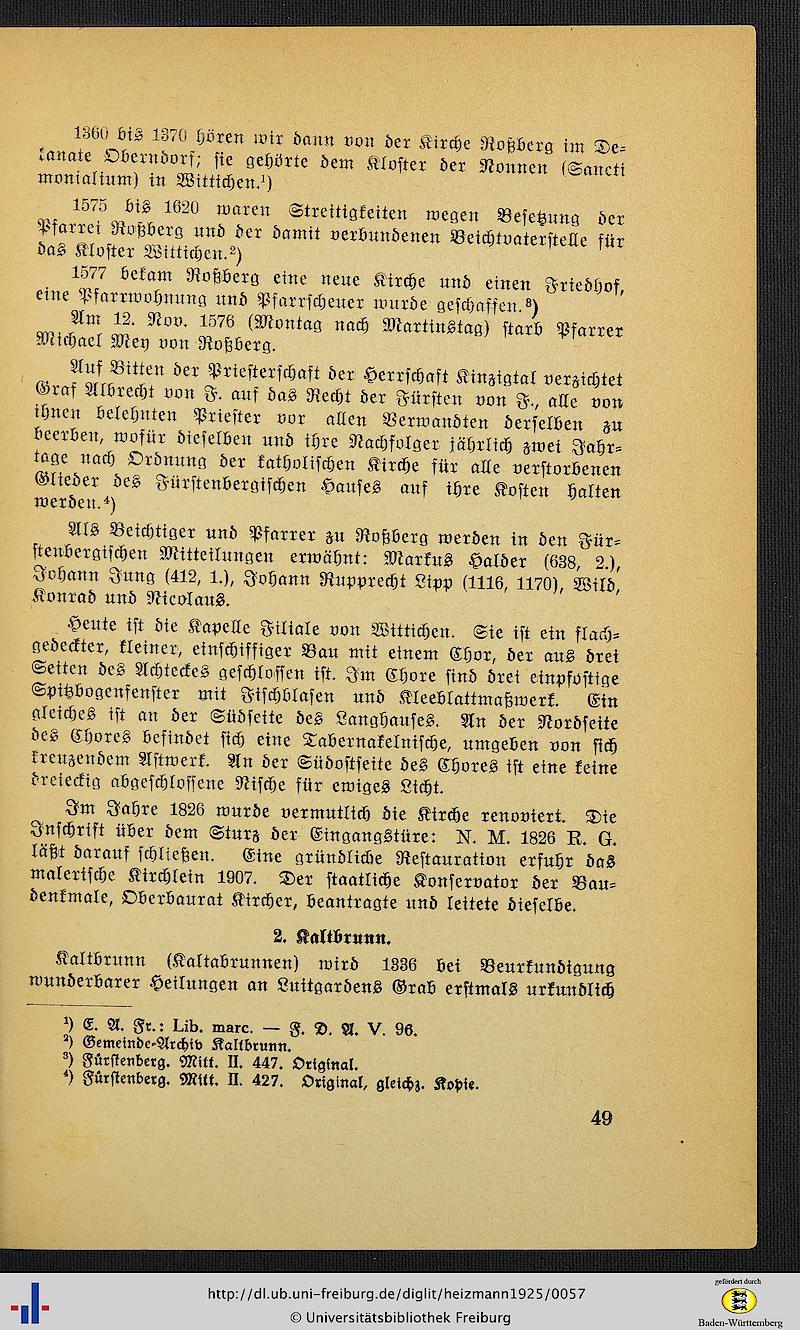 1360 bis 1370 hören wir dann von der Kirche Roßberg im De-
kanate Oberndorf; sie gehörte dem Kloster der Nonnen (Sancti
monialium) in Wittichen.¹)
1575 bis 1620 waren Streitigkeiten wegen Besetzung der
Pfarrei Roßberg und der damit verbundenen Beichtvaterstelle für
das Kloster Wittichen.²)
1577 bekam Roßberg eine neue Kirche und einen Friedhof,
eine Pfarrwohnung und Pfarrscheuer wurde geschaffen.³)
Am 12. Nov. 1576 (Montag nach Martinstag) starb Pfarrer
Michael Mey von Roßberg.
Auf Bitten der Priesterschaft der Herrschaft Kinzigtal verzichtet
Graf Albrecht von F. auf das Recht der Fürsten von F., alle von
ihnen belehnten Priester vor allen Verwandten derselben zu
beerben, wofür dieselben und ihre Nachfolger jährlich zwei Jahr-
tage nach Ordnung der katholischen Kirche für alle verstorbenen
Glieder des Fürstenbergischen Hauses auf ihre Kosten halten
werden.⁴)
Als Beichtiger und Pfarrer zu Roßberg werden in den Für-
stenbergischen Mitteilungen erwähnt: Markus Halder (638, 2.),
Johann Jung (412, 1.), Johann Rupprecht Lipp (1116, 1170), Wild,
Konrad und Nicolaus.
Heute ist die Kapelle Filiale von Wittichen. Sie ist ein flach-
gedeckter, kleiner, einschiffiger Bau mit einem Chor, der aus drei
Seiten des Achteckes geschlossen ist. Im Chore sind drei einpfostige
Spitzbogenfenster mit Fischblasen und Kleeblattmaßwerk. Ein
gleiches ist an der Südseite des Langhauses. An der Nordseite
des Chores befindet sich eine Tabernakelnische, umgeben von sich
kreuzendem Astwerk. An der Südostseite des Chores ist eine keine
dreieckig abgeschlossene Nische für ewiges Licht.
Im Jahre 1826 wurde vermutlich die Kirche renoviert. Die
Inschrift über dem Sturz der Eingangstüre: N. M. 1826 R. G.
läßt darauf schließen. Eine gründliche Restauration erfuhr das
malerische Kirchlein 1907. Der staatliche Konservator der Bau-
denkmale, Oberbaurat Kircher, beantragte und leitete dieselbe.
2. Kaltbrunn.
Kaltbrunn (Kaltabrunnen) wird 1336 bei Beurkundigung
wunderbarer Heilungen an Luitgardens Grab erstmals urkundlich
¹) E. A. Fr.: Lib. marc. — F. D. A. V. 96.
²) Gemeinde-Archiv Kaltbrunn.
³) Fürstenberg. Mitt. II. 447. Original.
⁴) Fürstenberg. Mitt. II. 427. Original, gleichz. Kopie.
49
http://dl.ub.uni-freiburg.de/diglit/heizmann1925/0057
© Universitätsbibliothek Freiburg
gefördert durch
Baden-Württemberg